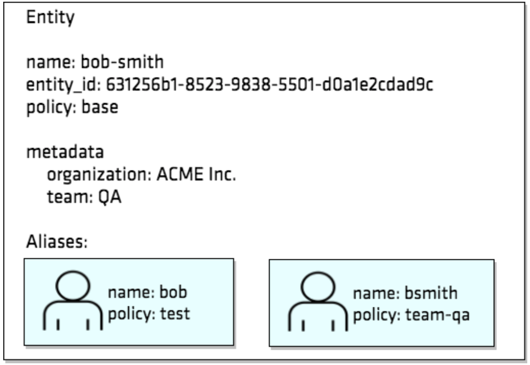 Entity
name: bob-smith
entity_id: 631256b1-8523-9838-5501-d0a1e2cdad9c
policy: base
metadata
organization: ACME Inc.
team: QA
Aliases:
name: bob
policy: test
name: bsmith
policy: team-qa